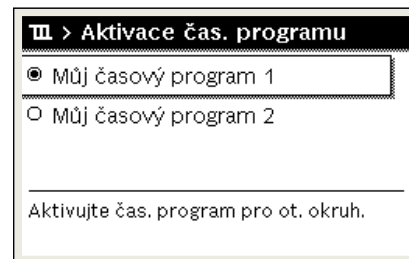 > Aktivace čas. programu
Můj časový program 1
Můj časový program 2
Aktivujte čas. program pro ot. okruh.